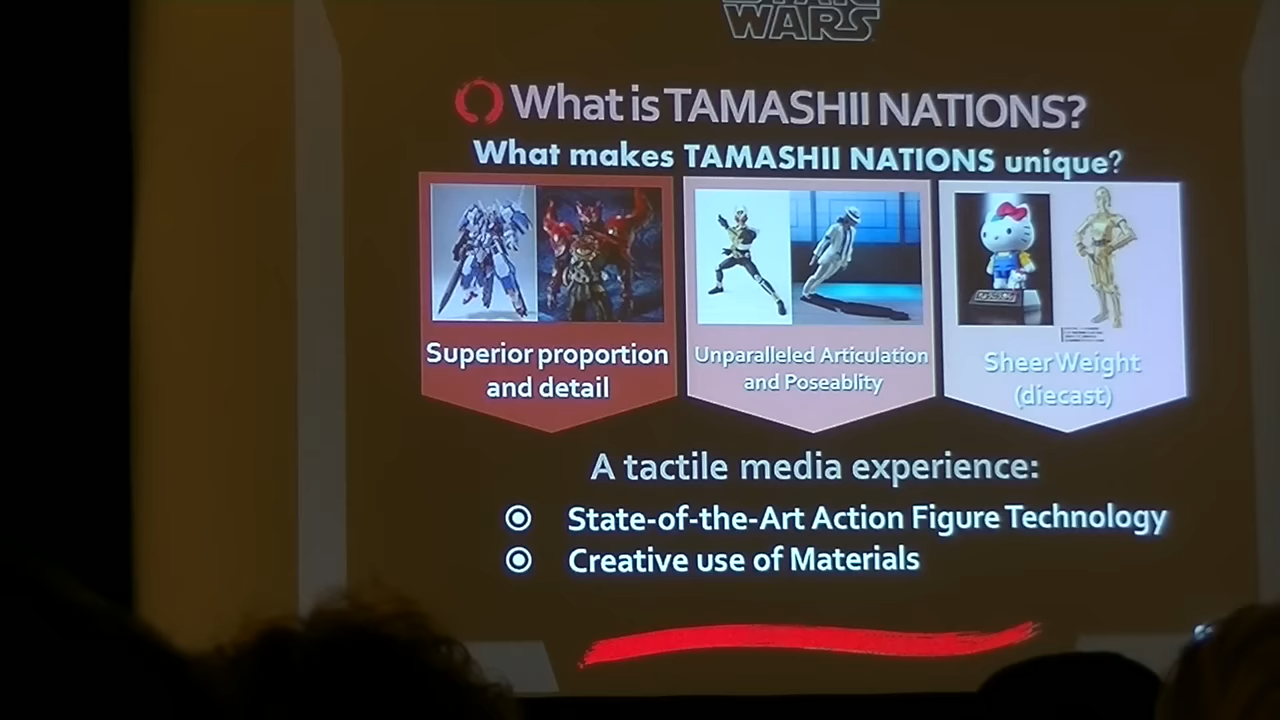 STAR
WARS
What is TAMASHII NATIONS?
What makes TAMASHII NATIONS unique?
Superior proportion
and detail
Unparalleled Articulation
and Poseablity
Sheer Weight
(diecast)
A tactile media experience:
State-of-the-Art Action Figure Technology
Creative use of Materials